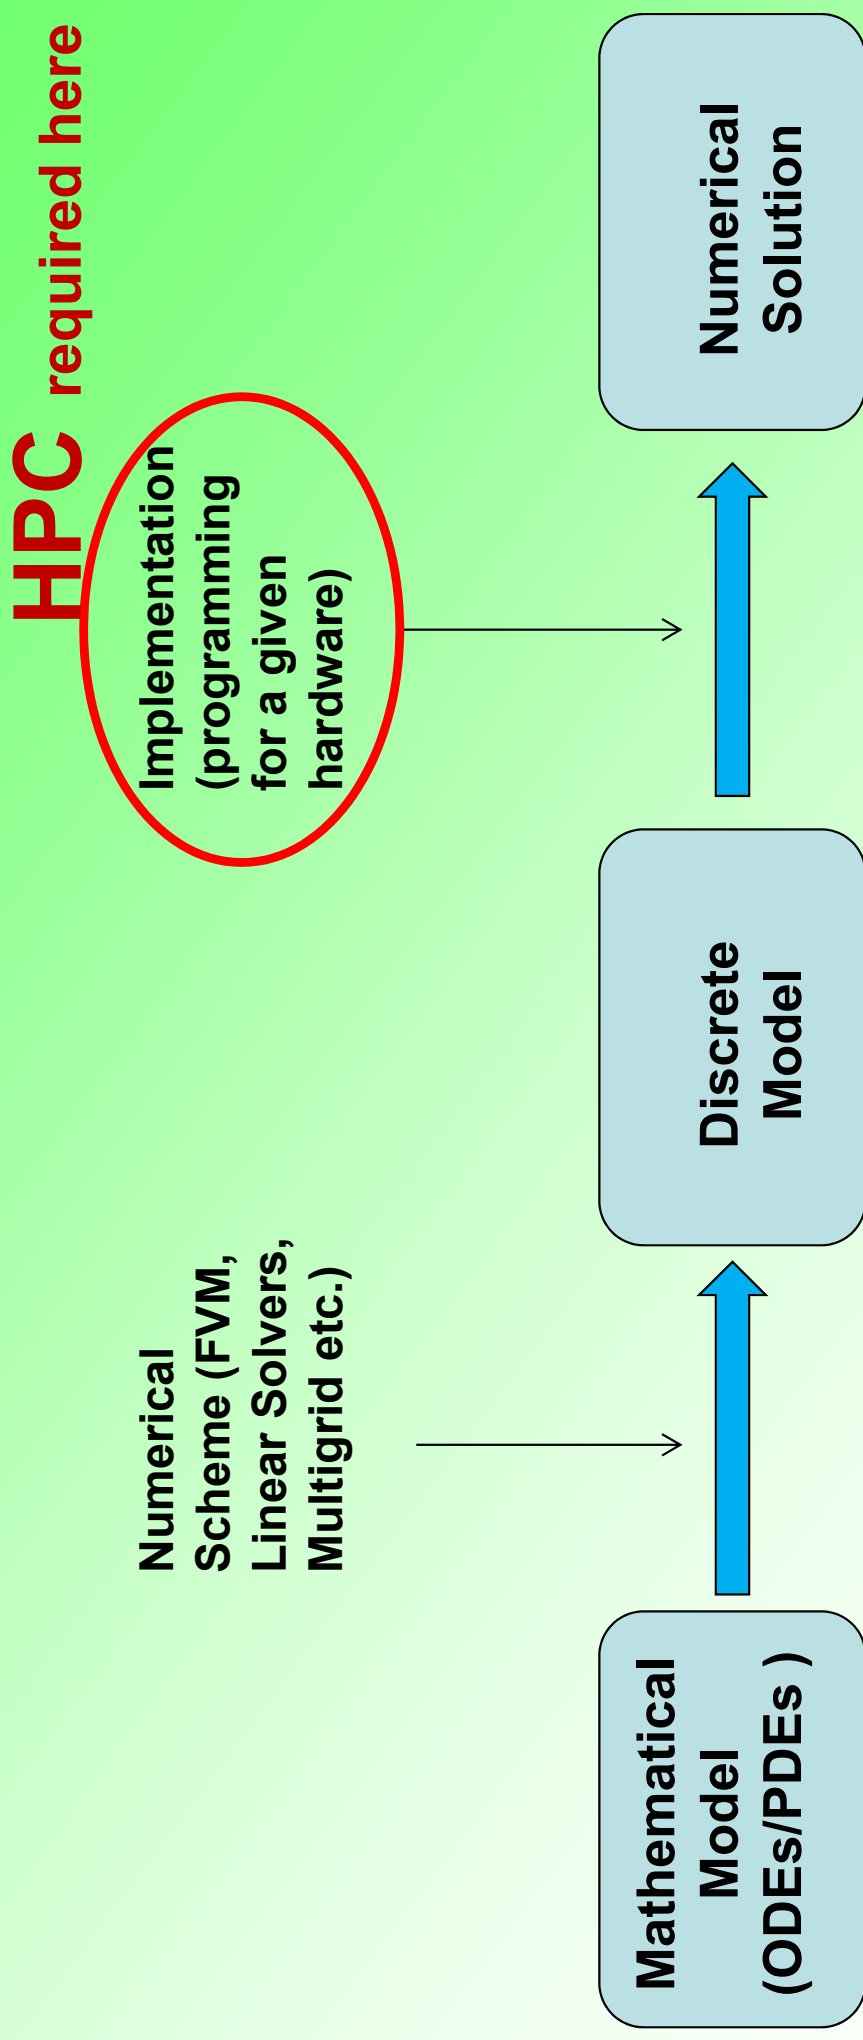 HPC required here
Numerical
Scheme (FVM,
Linear Solvers,
Multigrid etc.)
Implementation
(programming
for a given
hardware)
Mathematical
Model
(ODEs/PDEs )
Discrete
Model
Numerical
Solution